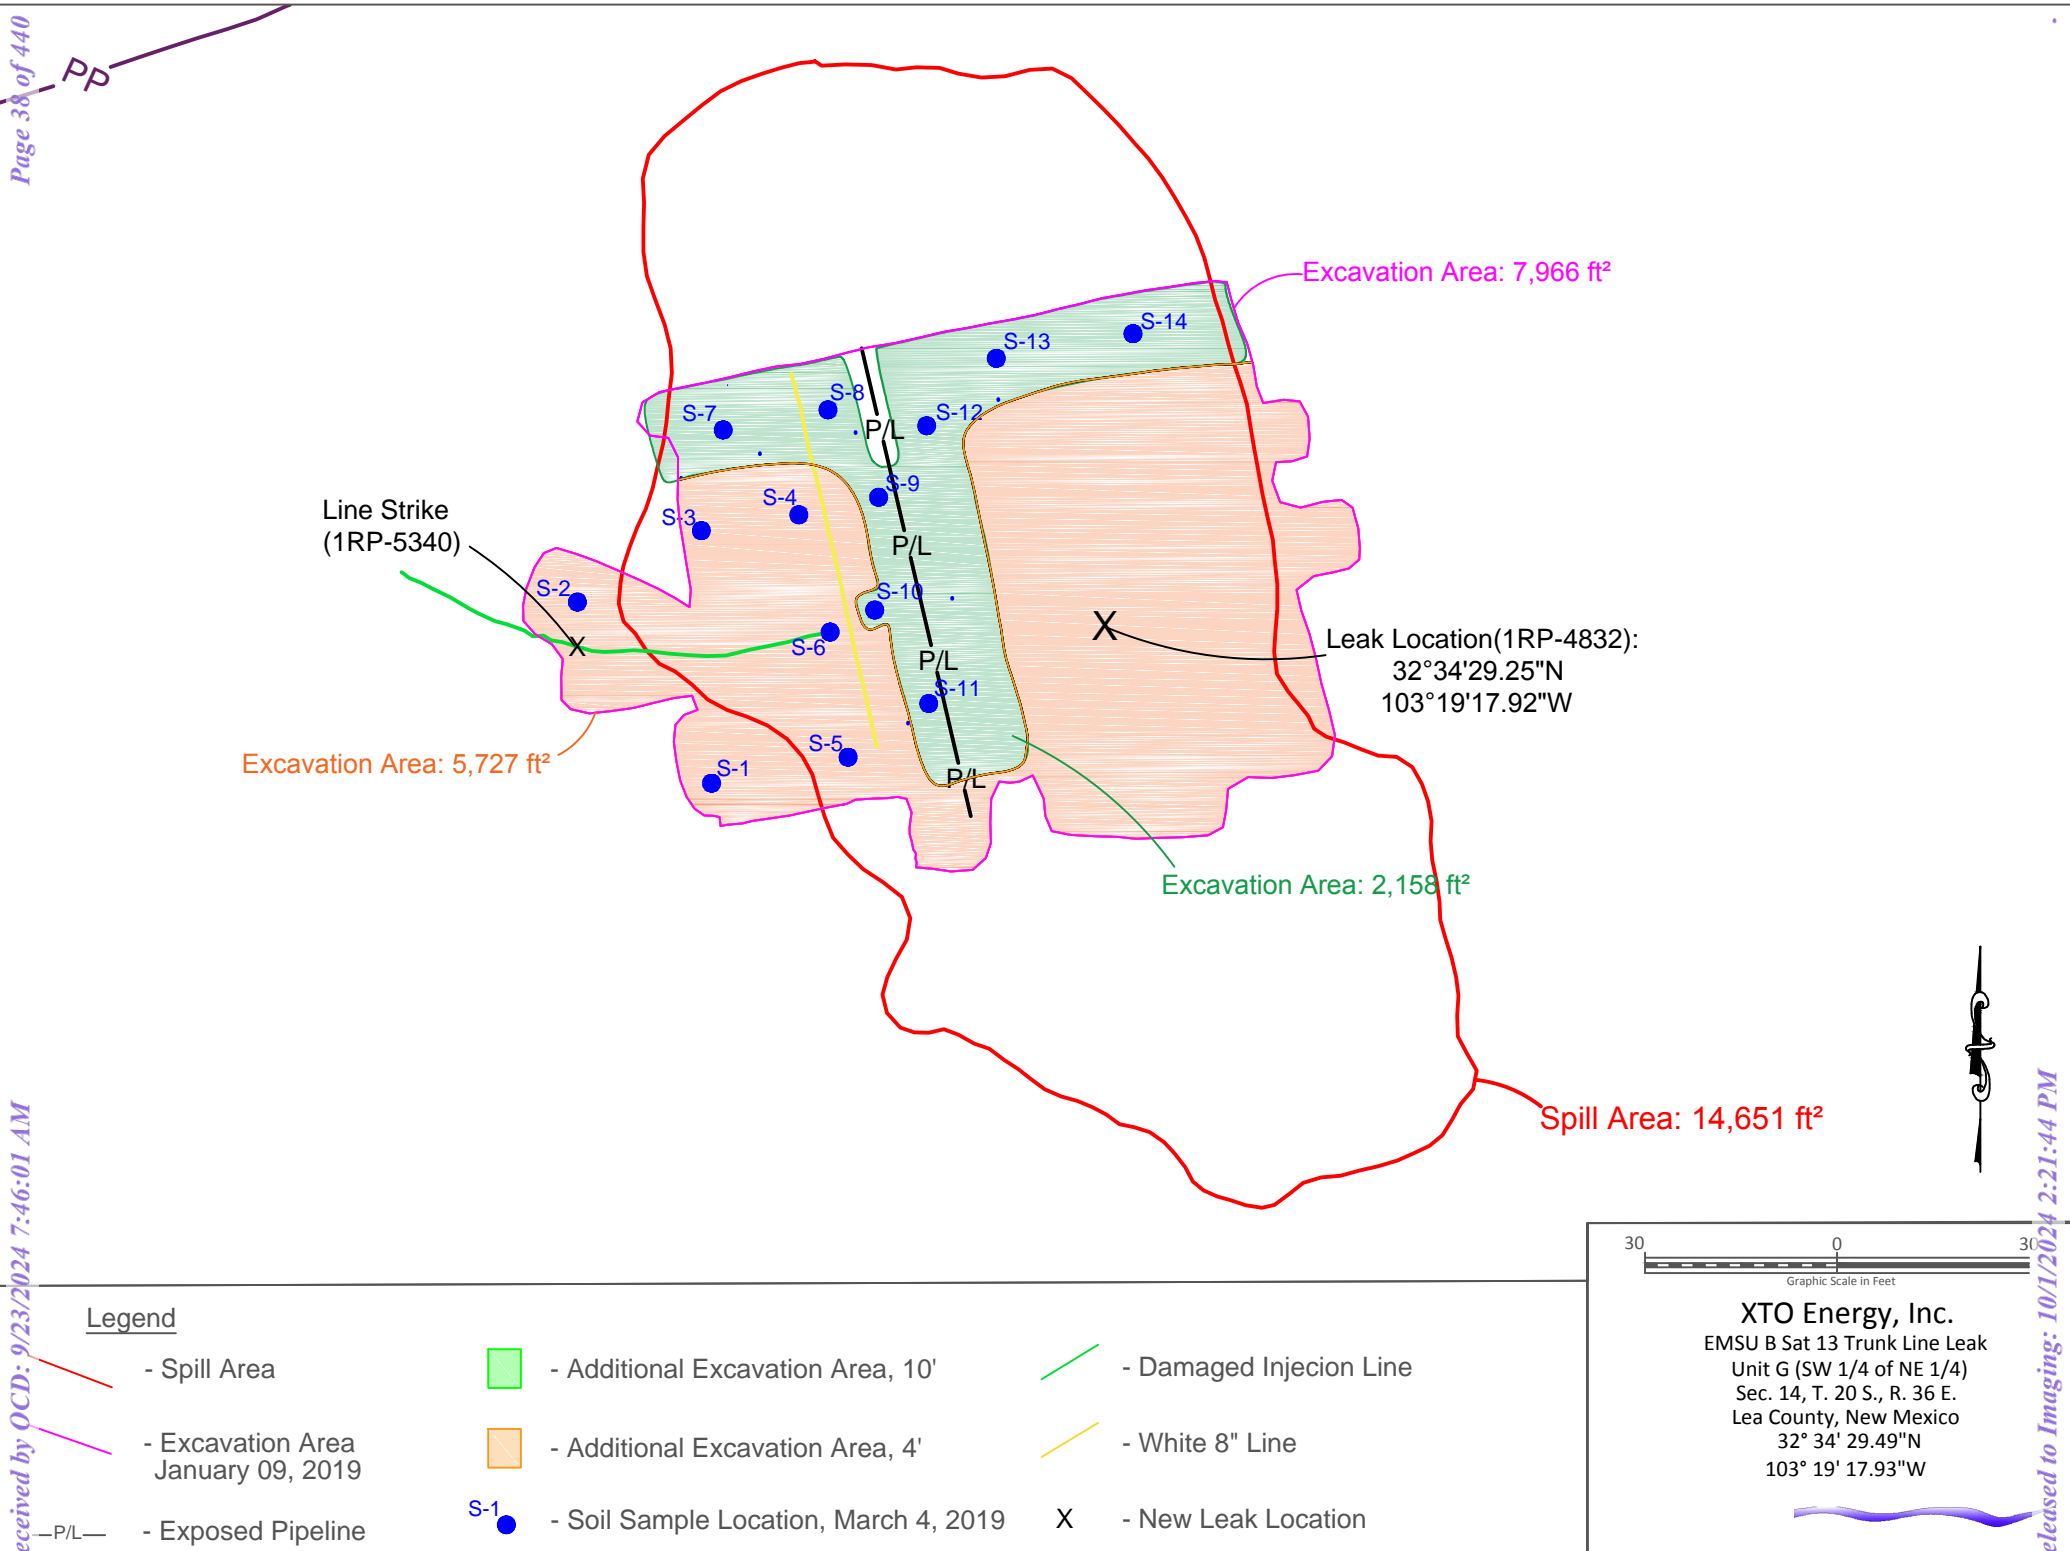 Page 38 of 440
PP
Excavation Area: 7,966 ft²
S-14
S-13
S-8
S-12
S-7
P/L
S-9
S-4
S-3
Line Strike
(1RP-5340)
P/L
S-2
S-10
X
X
S-6
Leak Location(1RP-4832):
32°34'29.25"N
103°19'17.92"W
P/L
S-11
S-5
Excavation Area: 5,727 ft²
S-1
P/L
Excavation Area: 2,158 ft²
Spill Area: 14,651 ft²
eceived by OCD: 9/23/2024 7:46:01 AM
eleased to Imaging: 10/1/2024 2:21:44 PM
30 0 30
Graphic Scale in Feet
XTO Energy, Inc.
EMSU B Sat 13 Trunk Line Leak
Unit G (SW 1/4 of NE 1/4)
Sec. 14, T. 20 S., R. 36 E.
Lea County, New Mexico
32° 34' 29.49"N
103° 19' 17.93"W
Legend
- Spill Area
- Excavation Area
January 09, 2019
P/L - Exposed Pipeline
- Additional Excavation Area, 10'
- Additional Excavation Area, 4'
S-1 - Soil Sample Location, March 4, 2019
- Damaged Injecion Line
- White 8" Line
X - New Leak Location